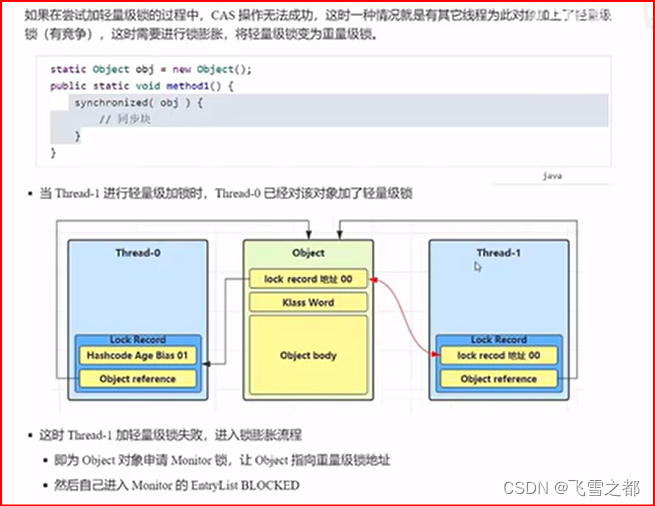 如果在尝试加轻量级锁的过程中，CAS 操作无法成功，这时一种情况就是有其它线程为此对象加上了轻量级
锁（有竞争），这时需要进行锁膨胀，将轻量级锁变为重量级锁。
static Object obj = new Object();
public static void method1() {
synchronized( obj ) {
// 同步块
}
}
java
当 Thread-1 进行轻量级加锁时，Thread-0 已经对该对象加了轻量级锁
Thread-0
Lock Record
Hashcode Age Bias 01
Object reference
Object
lock record 地址 00
Klass Word
Object body
Thread-1
Lock Record
lock recod 地址 00
Object reference
这时 Thread-1 加轻量级锁失败，进入锁膨胀流程
即为 Object 对象申请 Monitor 锁，让 Object 指向重量级锁地址
然后自己进入 Monitor 的 EntryList BLOCKED
CSDN @飞雪之都